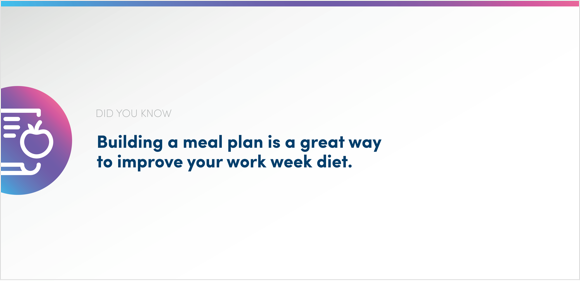 DID YOU KNOW
Building a meal plan is a great way
to improve your work week diet.